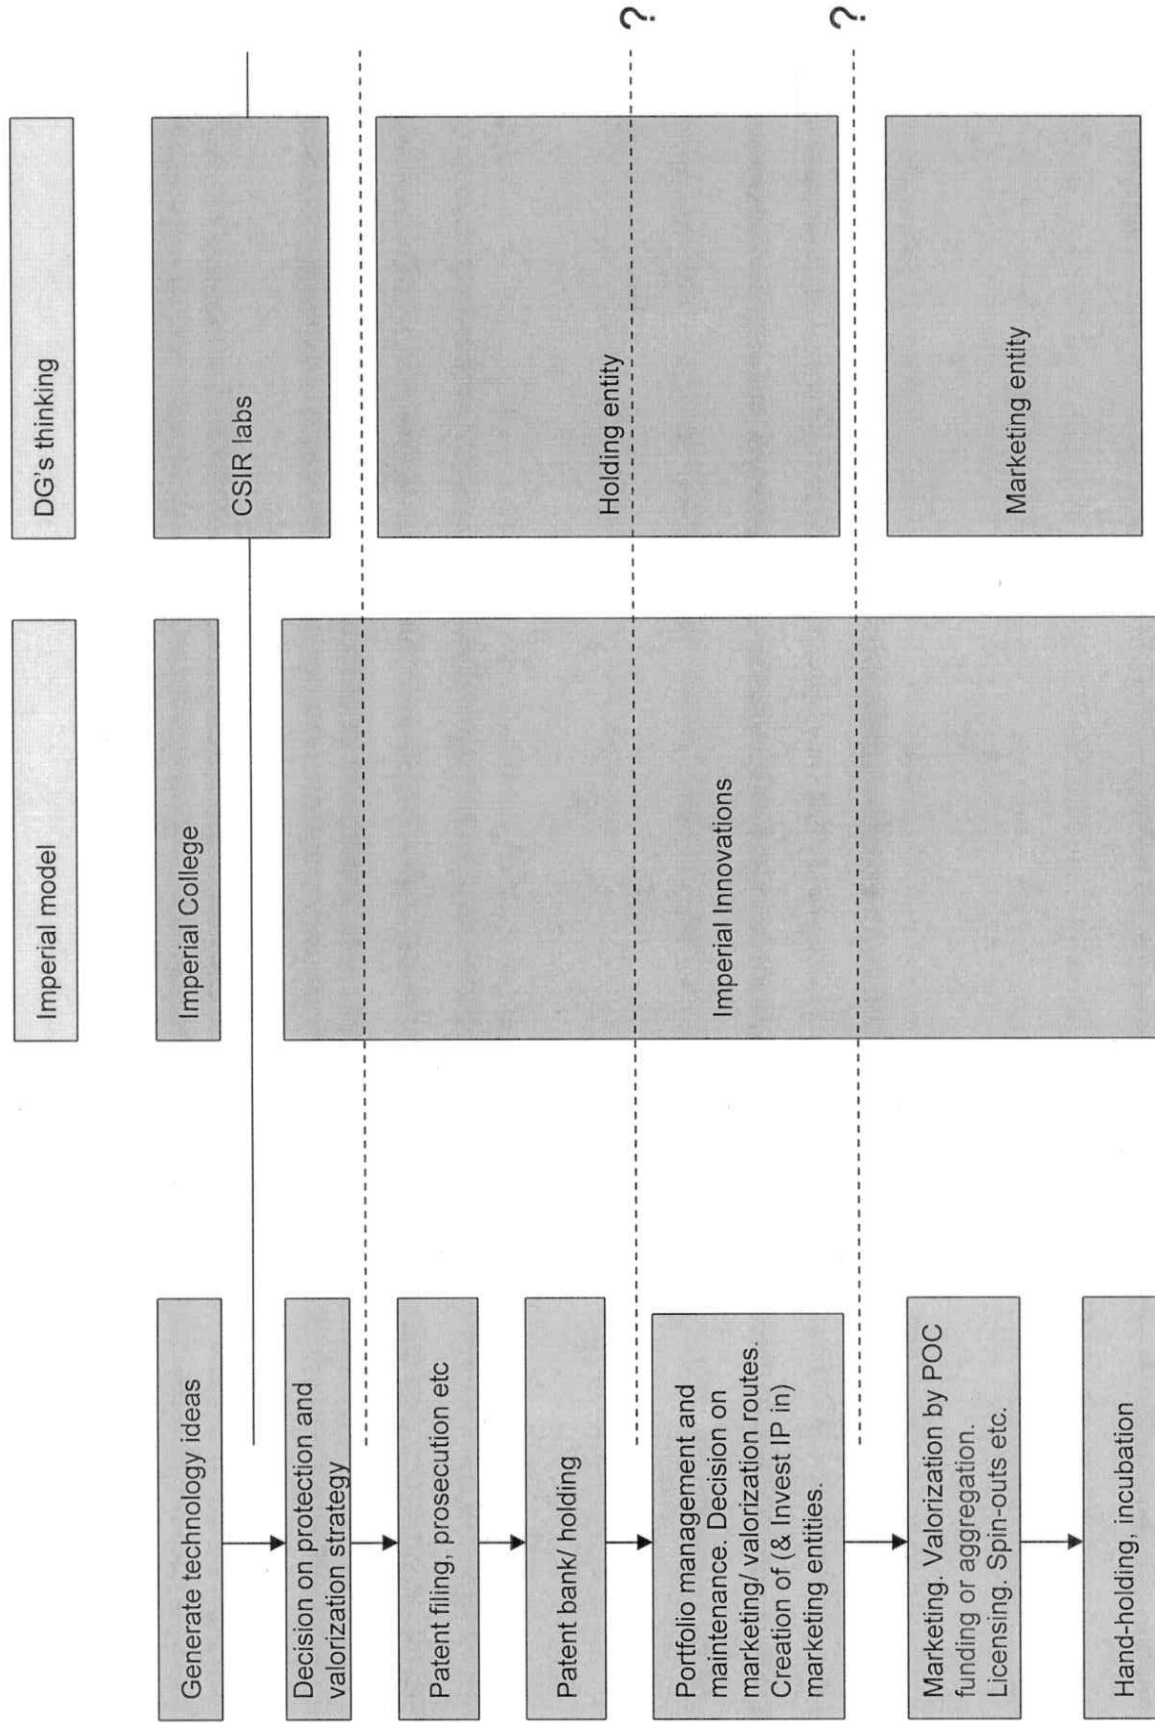 Imperial model
DG's thinking
Generate technology ideas
Imperial College
CSIR labs
Decision on protection and
valorization strategy
Patent filing, prosecution etc
Patent bank/ holding
Imperial Innovations
Holding entity
?
Portfolio management and
maintenance. Decision on
marketing/ valorization routes.
Creation of (& Invest IP in)
marketing entities.
?
Marketing. Valorization by POC
funding or aggregation.
Licensing. Spin-outs etc.
Marketing entity
Hand-holding, incubation